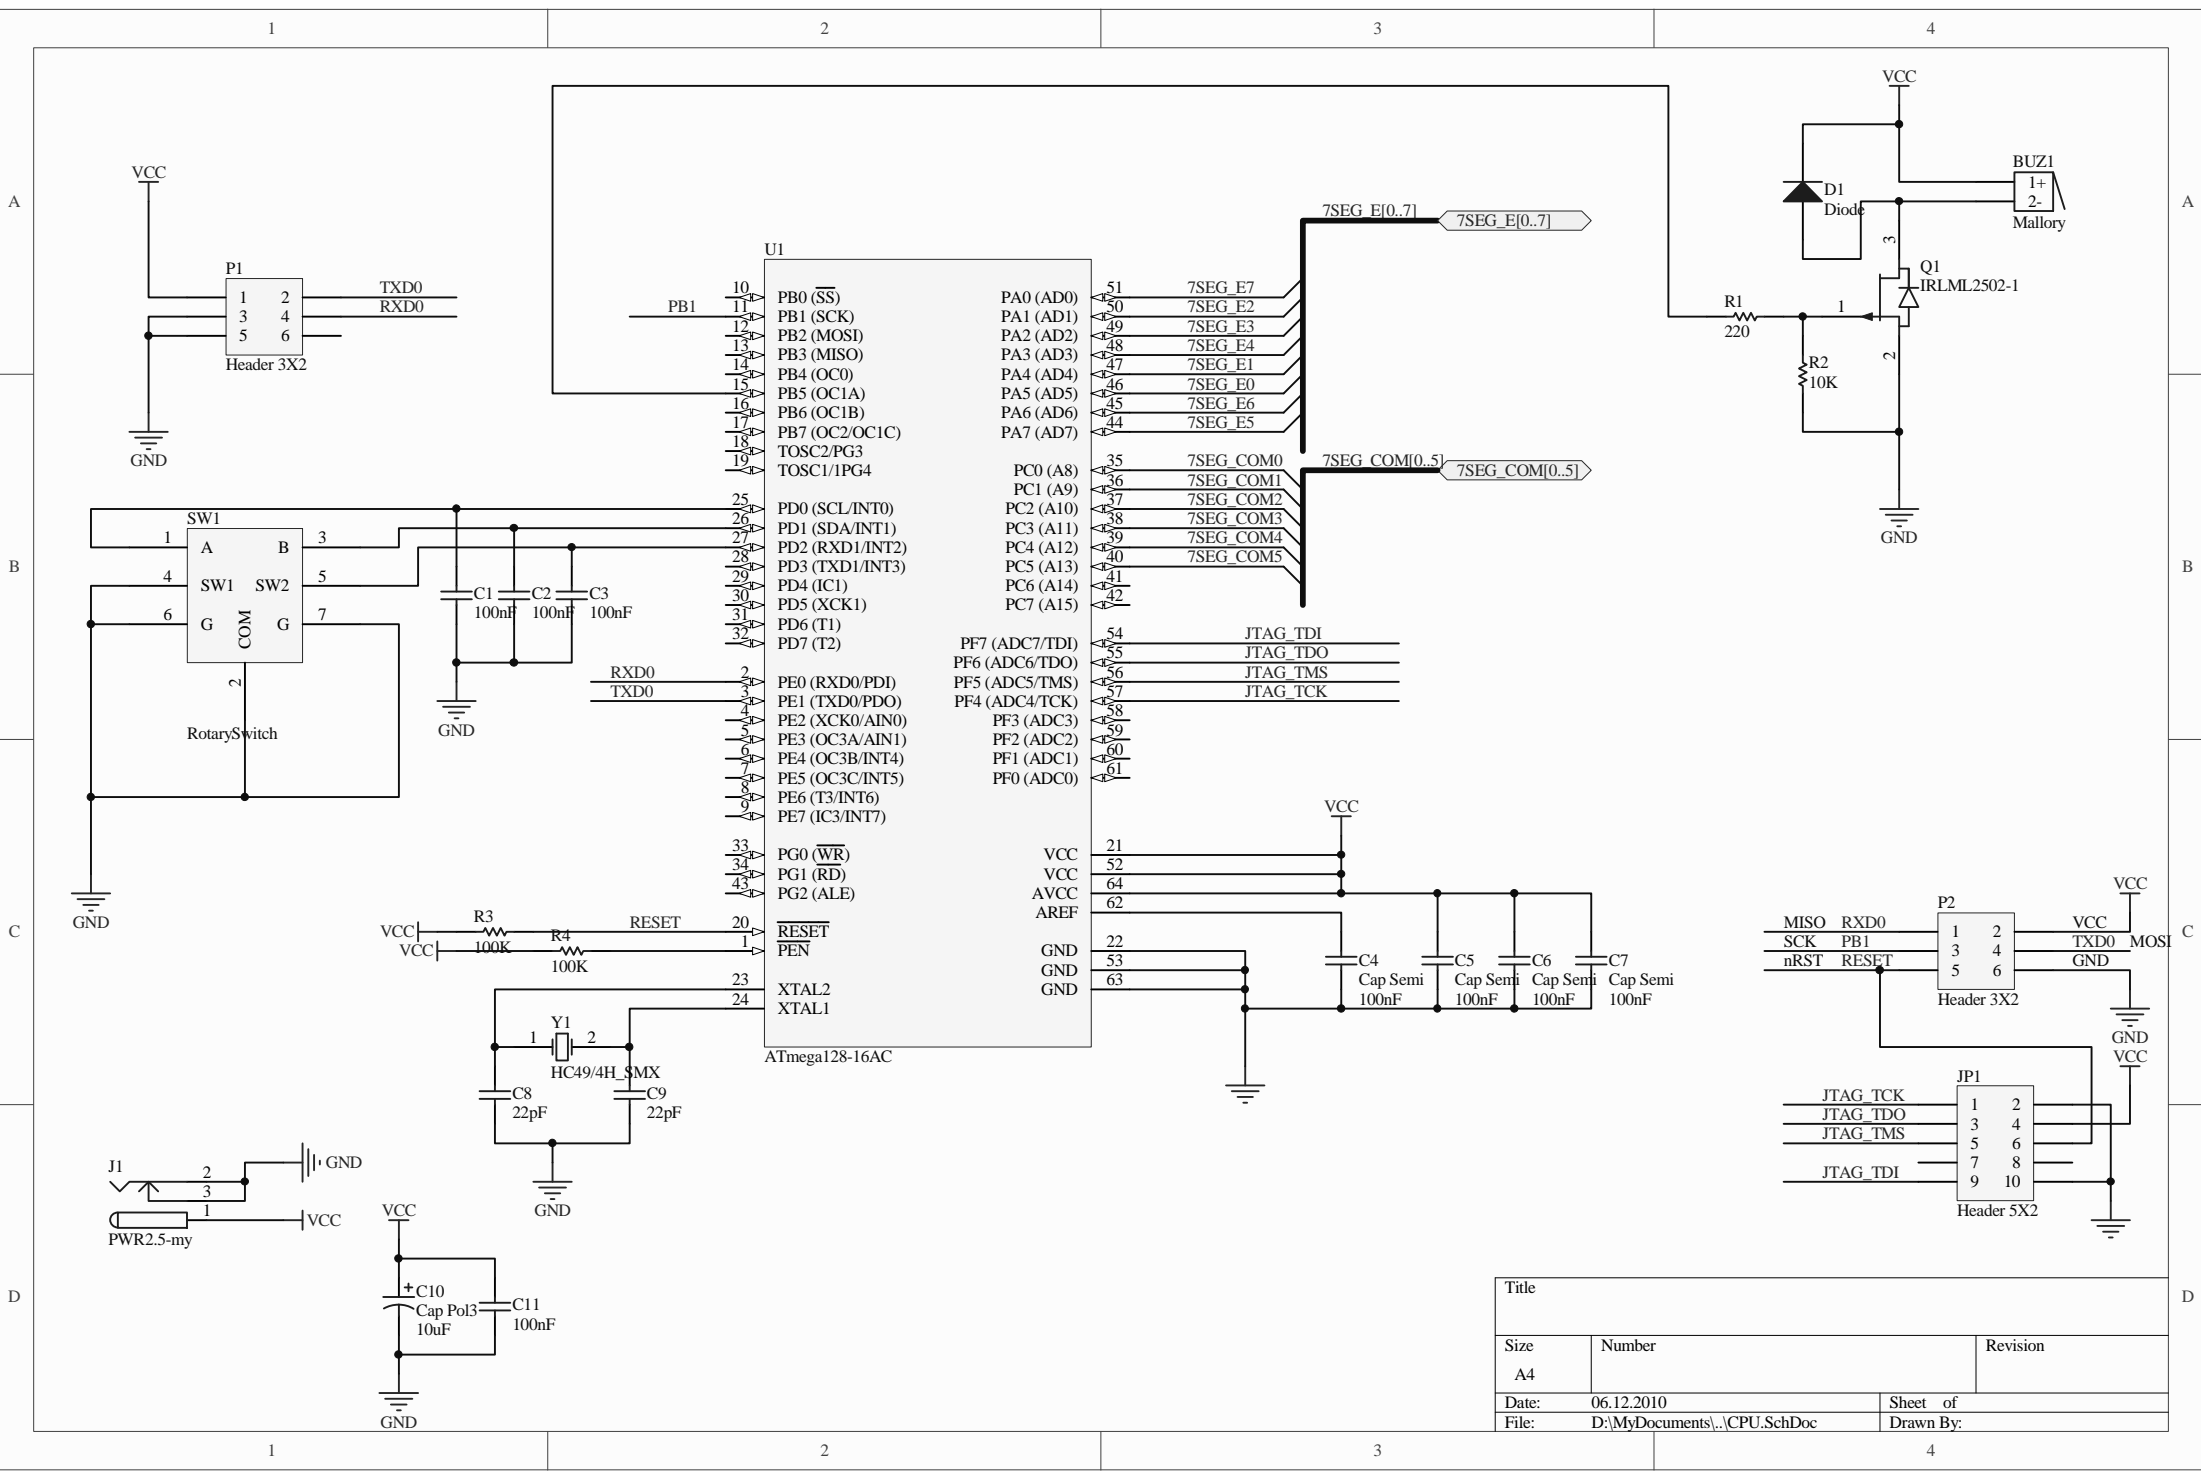 1 2 3 4
A
B
C
D
A
B
C
D
1 2 3 4
VCC
P1
1 2
3 4
5 6
Header 3X2
TXD0
RXD0
GND
SW1
1 A B 3
4 SW1 SW2 5
6 G G 7
COM
2
RotarySwitch
GND
C1
100nF
C2
100nF
C3
100nF
GND
RXD0
TXD0
PB1
U1
10 PB0 (SS)
11 PB1 (SCK)
12 PB2 (MOSI)
13 PB3 (MISO)
14 PB4 (OC0)
15 PB5 (OC1A)
16 PB6 (OC1B)
17 PB7 (OC2/OC1C)
18 TOSC2/PG3
19 TOSC1/1PG4
25 PD0 (SCL/INT0)
26 PD1 (SDA/INT1)
27 PD2 (RXD1/INT2)
28 PD3 (TXD1/INT3)
29 PD4 (IC1)
30 PD5 (XCK1)
31 PD6 (T1)
32 PD7 (T2)
2 PE0 (RXD0/PDI)
3 PE1 (TXD0/PDO)
4 PE2 (XCK0/AIN0)
5 PE3 (OC3A/AIN1)
6 PE4 (OC3B/INT4)
7 PE5 (OC3C/INT5)
8 PE6 (T3/INT6)
9 PE7 (IC3/INT7)
33 PG0 (WR)
34 PG1 (RD)
43 PG2 (ALE)
20 RESET
1 PEN
23 XTAL2
24 XTAL1
ATmega128-16AC
PA0 (AD0) 51 7SEG_E7
PA1 (AD1) 50 7SEG_E2
PA2 (AD2) 49 7SEG_E3
PA3 (AD3) 48 7SEG_E4
PA4 (AD4) 47 7SEG_E1
PA5 (AD5) 46 7SEG_E0
PA6 (AD6) 45 7SEG_E6
PA7 (AD7) 44 7SEG_E5
7SEG_E[0..7] 7SEG_E[0..7]
PC0 (A8) 35 7SEG_COM0
PC1 (A9) 36 7SEG_COM1
PC2 (A10) 37 7SEG_COM2
PC3 (A11) 38 7SEG_COM3
PC4 (A12) 39 7SEG_COM4
PC5 (A13) 40 7SEG_COM5
PC6 (A14) 41
PC7 (A15) 42
7SEG_COM[0..5] 7SEG_COM[0..5]
PF7 (ADC7/TDI) 54 JTAG_TDI
PF6 (ADC6/TDO) 55 JTAG_TDO
PF5 (ADC5/TMS) 56 JTAG_TMS
PF4 (ADC4/TCK) 57 JTAG_TCK
PF3 (ADC3) 58
PF2 (ADC2) 59
PF1 (ADC1) 60
PF0 (ADC0) 61
VCC 21
VCC 52
AVCC 64
AREF 62
GND 22
GND 53
GND 63
VCC
C4
Cap Semi
100nF
C5
Cap Semi
100nF
C6
Cap Semi
100nF
C7
Cap Semi
100nF
VCC R3 RESET
100K
VCC R4
100K
Y1
1 2
HC49/4H_SMX
C8
22pF
C9
22pF
GND
J1
2
3
1
GND
VCC
PWR2.5-my
VCC
+ C10
Cap Pol3
10uF
C11
100nF
GND
VCC
D1
Diode
BUZ1
1+
2-
Mallory
3
Q1
IRLML2502-1
1
2
R1
220
R2
10K
GND
VCC
P2
MISO RXD0 1 2 VCC
SCK PB1 3 4 TXD0 MOSI
nRST RESET 5 6 GND
Header 3X2
GND
VCC
JP1
JTAG_TCK 1 2
JTAG_TDO 3 4
JTAG_TMS 5 6
7 8
JTAG_TDI 9 10
Header 5X2
Title
Size Number Revision
A4
Date: 06.12.2010 Sheet of
File: D:\MyDocuments\..\CPU.SchDoc Drawn By: